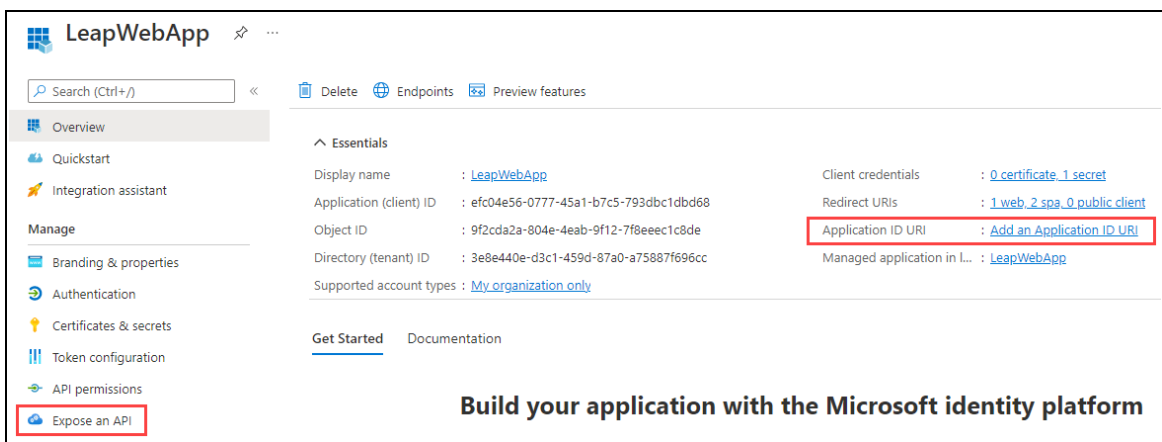 LeapWebApp
Search (Ctrl+/)
«
Overview
Quickstart
Integration assistant
Manage
Branding & properties
Authentication
Certificates & secrets
Token configuration
API permissions
Expose an API
Delete Endpoints Preview features
Essentials
Display name : LeapWebApp
Application (client) ID : efc04e56-0777-45a1-b7c5-793dbc1dbd68
Object ID : 9f2cda2a-804e-4eab-9f12-7f8eeec1c8de
Directory (tenant) ID : 3e8e440e-d3c1-459d-87a0-a75887f696cc
Supported account types : My organization only
Client credentials : 0 certificate, 1 secret
Redirect URIs : 1 web, 2 spa, 0 public client
Application ID URI : Add an Application ID URI
Managed application in l... : LeapWebApp
Get Started Documentation
Build your application with the Microsoft identity platform